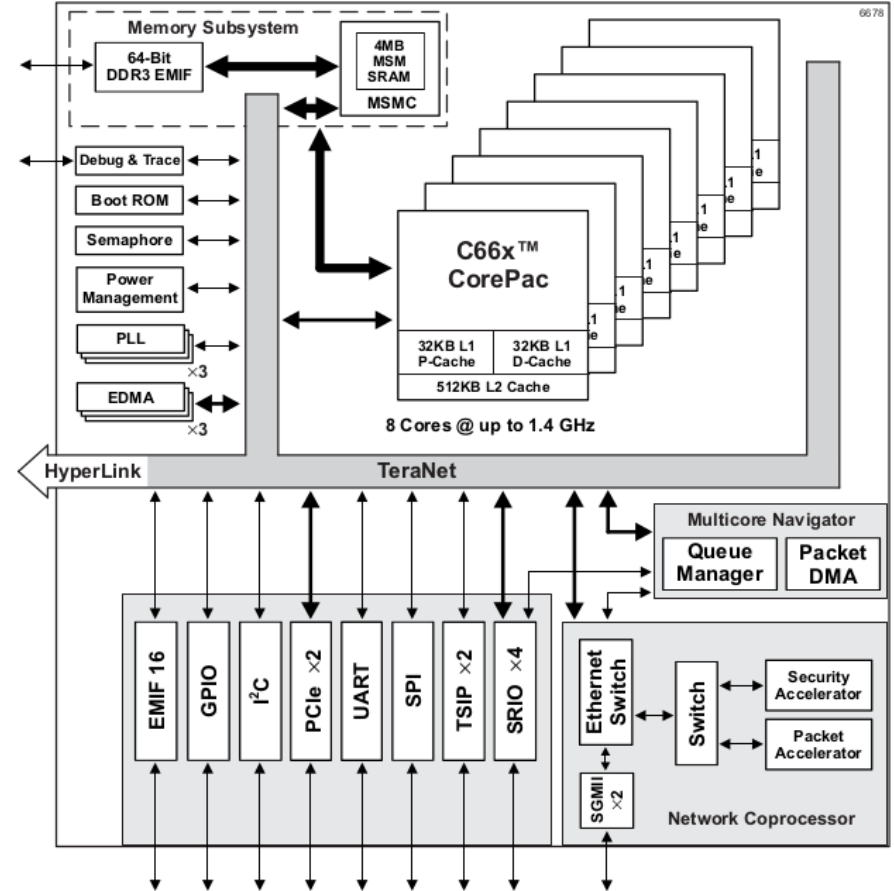 6678
Memory Subsystem
64-Bit
DDR3 EMIF
4MB
MSM
SRAM
MSMC
Debug & Trace
Boot ROM
Semaphore
Power
Management
PLL
×3
EDMA
×3
C66x™
CorePac
32KB L1
P-Cache
32KB L1
D-Cache
512KB L2 Cache
8 Cores @ up to 1.4 GHz
HyperLink
TeraNet
Multicore Navigator
Queue
Manager
Packet
DMA
EMIF 16
GPIO
I²C
PCIe ×2
UART
SPI
TSIP ×2
SRIO ×4
Ethernet
Switch
Switch
Security
Accelerator
Packet
Accelerator
SGMII
×2
Network Coprocessor